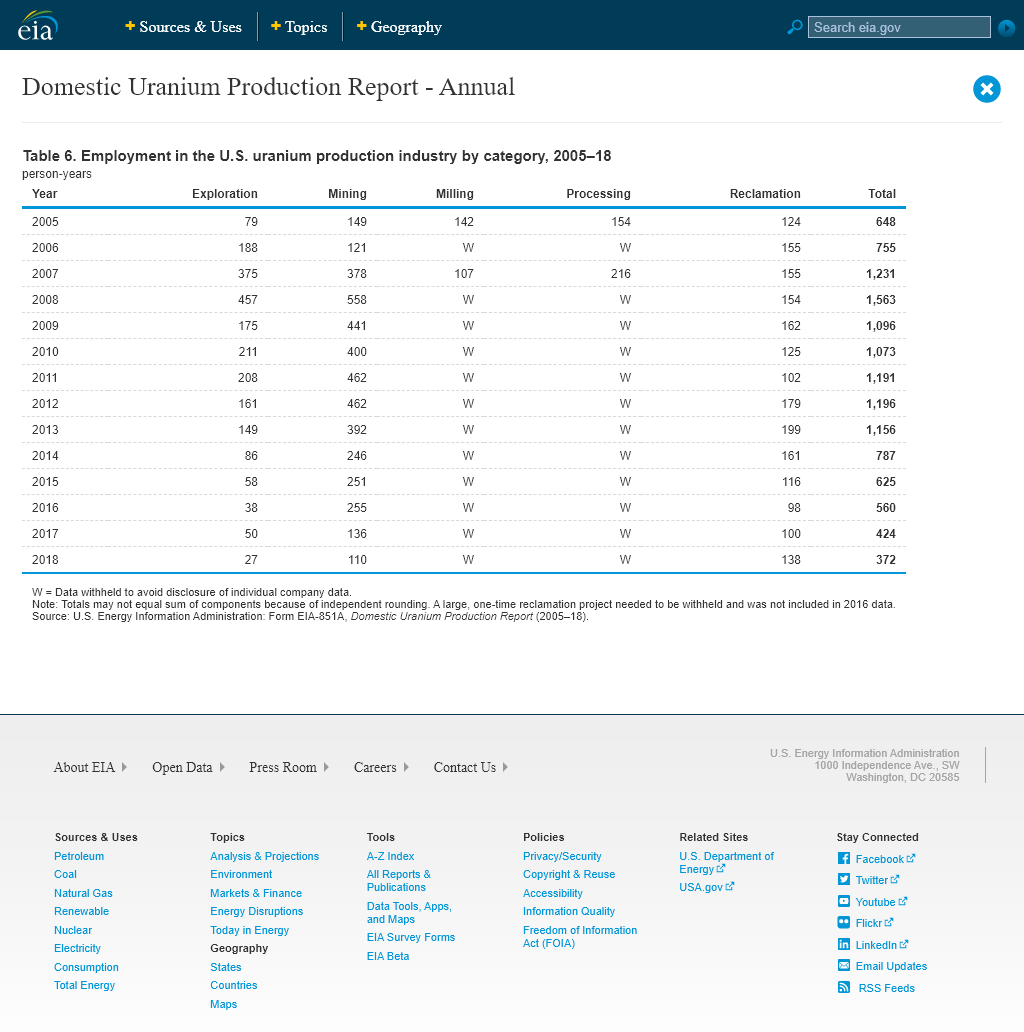 eia
Sources & Uses
Topics
Geography
Search eia.gov
Domestic Uranium Production Report - Annual
Table 6. Employment in the U.S. uranium production industry by category, 2005–18
person-years
Year Exploration Mining Milling Processing Reclamation Total
2005 79 149 142 154 124 648
2006 188 121 W W 155 755
2007 375 378 107 216 155 1,231
2008 457 558 W W 154 1,563
2009 175 441 W W 162 1,096
2010 211 400 W W 125 1,073
2011 208 462 W W 102 1,191
2012 161 462 W W 179 1,196
2013 149 392 W W 199 1,156
2014 86 246 W W 161 787
2015 58 251 W W 116 625
2016 38 255 W W 98 560
2017 50 136 W W 100 424
2018 27 110 W W 138 372
W = Data withheld to avoid disclosure of individual company data.
Note: Totals may not equal sum of components because of independent rounding. A large, one-time reclamation project needed to be withheld and was not included in 2016 data.
Source: U.S. Energy Information Administration: Form EIA-851A, Domestic Uranium Production Report (2005–18).
About EIA
Open Data
Press Room
Careers
Contact Us
U.S. Energy Information Administration
1000 Independence Ave., SW
Washington, DC 20585
Sources & Uses
Petroleum
Coal
Natural Gas
Renewable
Nuclear
Electricity
Consumption
Total Energy
Topics
Analysis & Projections
Environment
Markets & Finance
Energy Disruptions
Today in Energy
Geography
States
Countries
Maps
Tools
A-Z Index
All Reports &
Publications
Data Tools, Apps,
and Maps
EIA Survey Forms
EIA Beta
Policies
Privacy/Security
Copyright & Reuse
Accessibility
Information Quality
Freedom of Information
Act (FOIA)
Related Sites
U.S. Department of
Energy
USA.gov
Stay Connected
Facebook
Twitter
Youtube
Flickr
LinkedIn
Email Updates
RSS Feeds